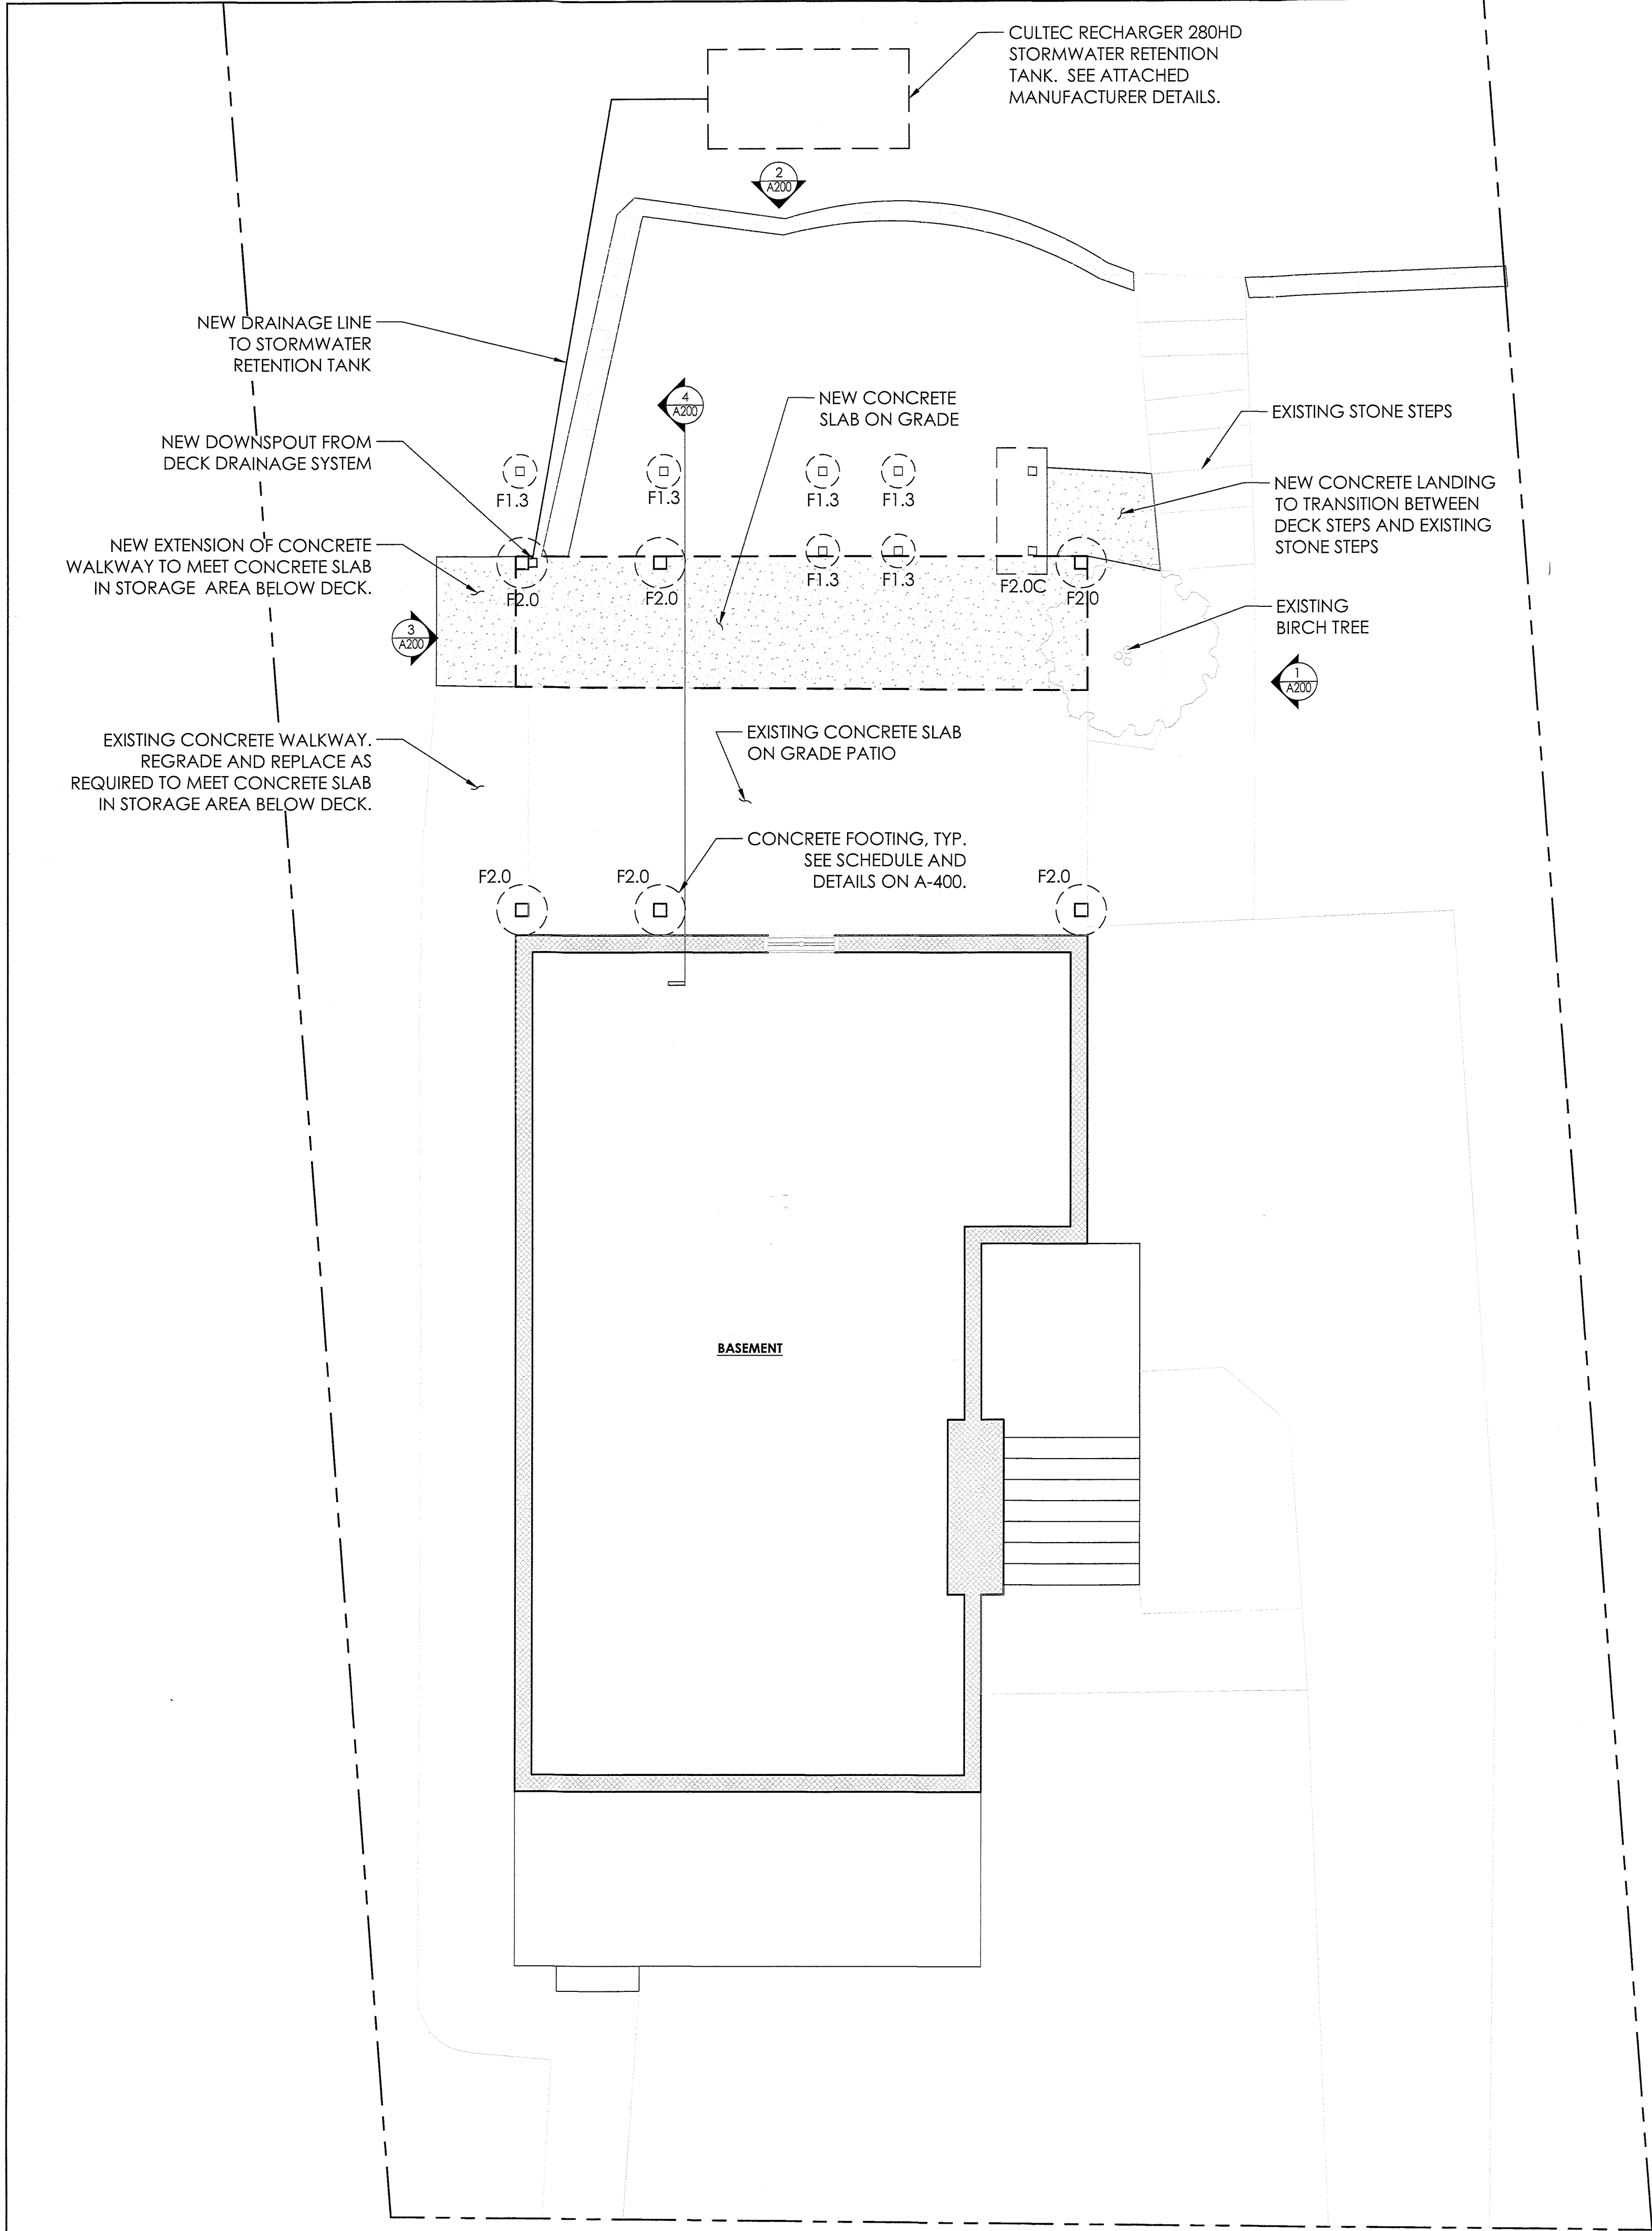 CULTEC RECHARGER 280HD
STORMWATER RETENTION
TANK. SEE ATTACHED
MANUFACTURER DETAILS.
2
A200
NEW DRAINAGE LINE
TO STORMWATER
RETENTION TANK
4
A200
NEW CONCRETE
SLAB ON GRADE
EXISTING STONE STEPS
NEW DOWNSPOUT FROM
DECK DRAINAGE SYSTEM
F1.3
F1.3
F1.3
F1.3
NEW CONCRETE LANDING
TO TRANSITION BETWEEN
DECK STEPS AND EXISTING
STONE STEPS
NEW EXTENSION OF CONCRETE
WALKWAY TO MEET CONCRETE SLAB
IN STORAGE AREA BELOW DECK.
F2.0
F2.0
F1.3
F1.3
F2.0C
F2.0
EXISTING
BIRCH TREE
3
A200
1
A200
EXISTING CONCRETE WALKWAY.
REGRADE AND REPLACE AS
REQUIRED TO MEET CONCRETE SLAB
IN STORAGE AREA BELOW DECK.
EXISTING CONCRETE SLAB
ON GRADE PATIO
CONCRETE FOOTING, TYP.
SEE SCHEDULE AND
DETAILS ON A-400.
F2.0
F2.0
F2.0
BASEMENT